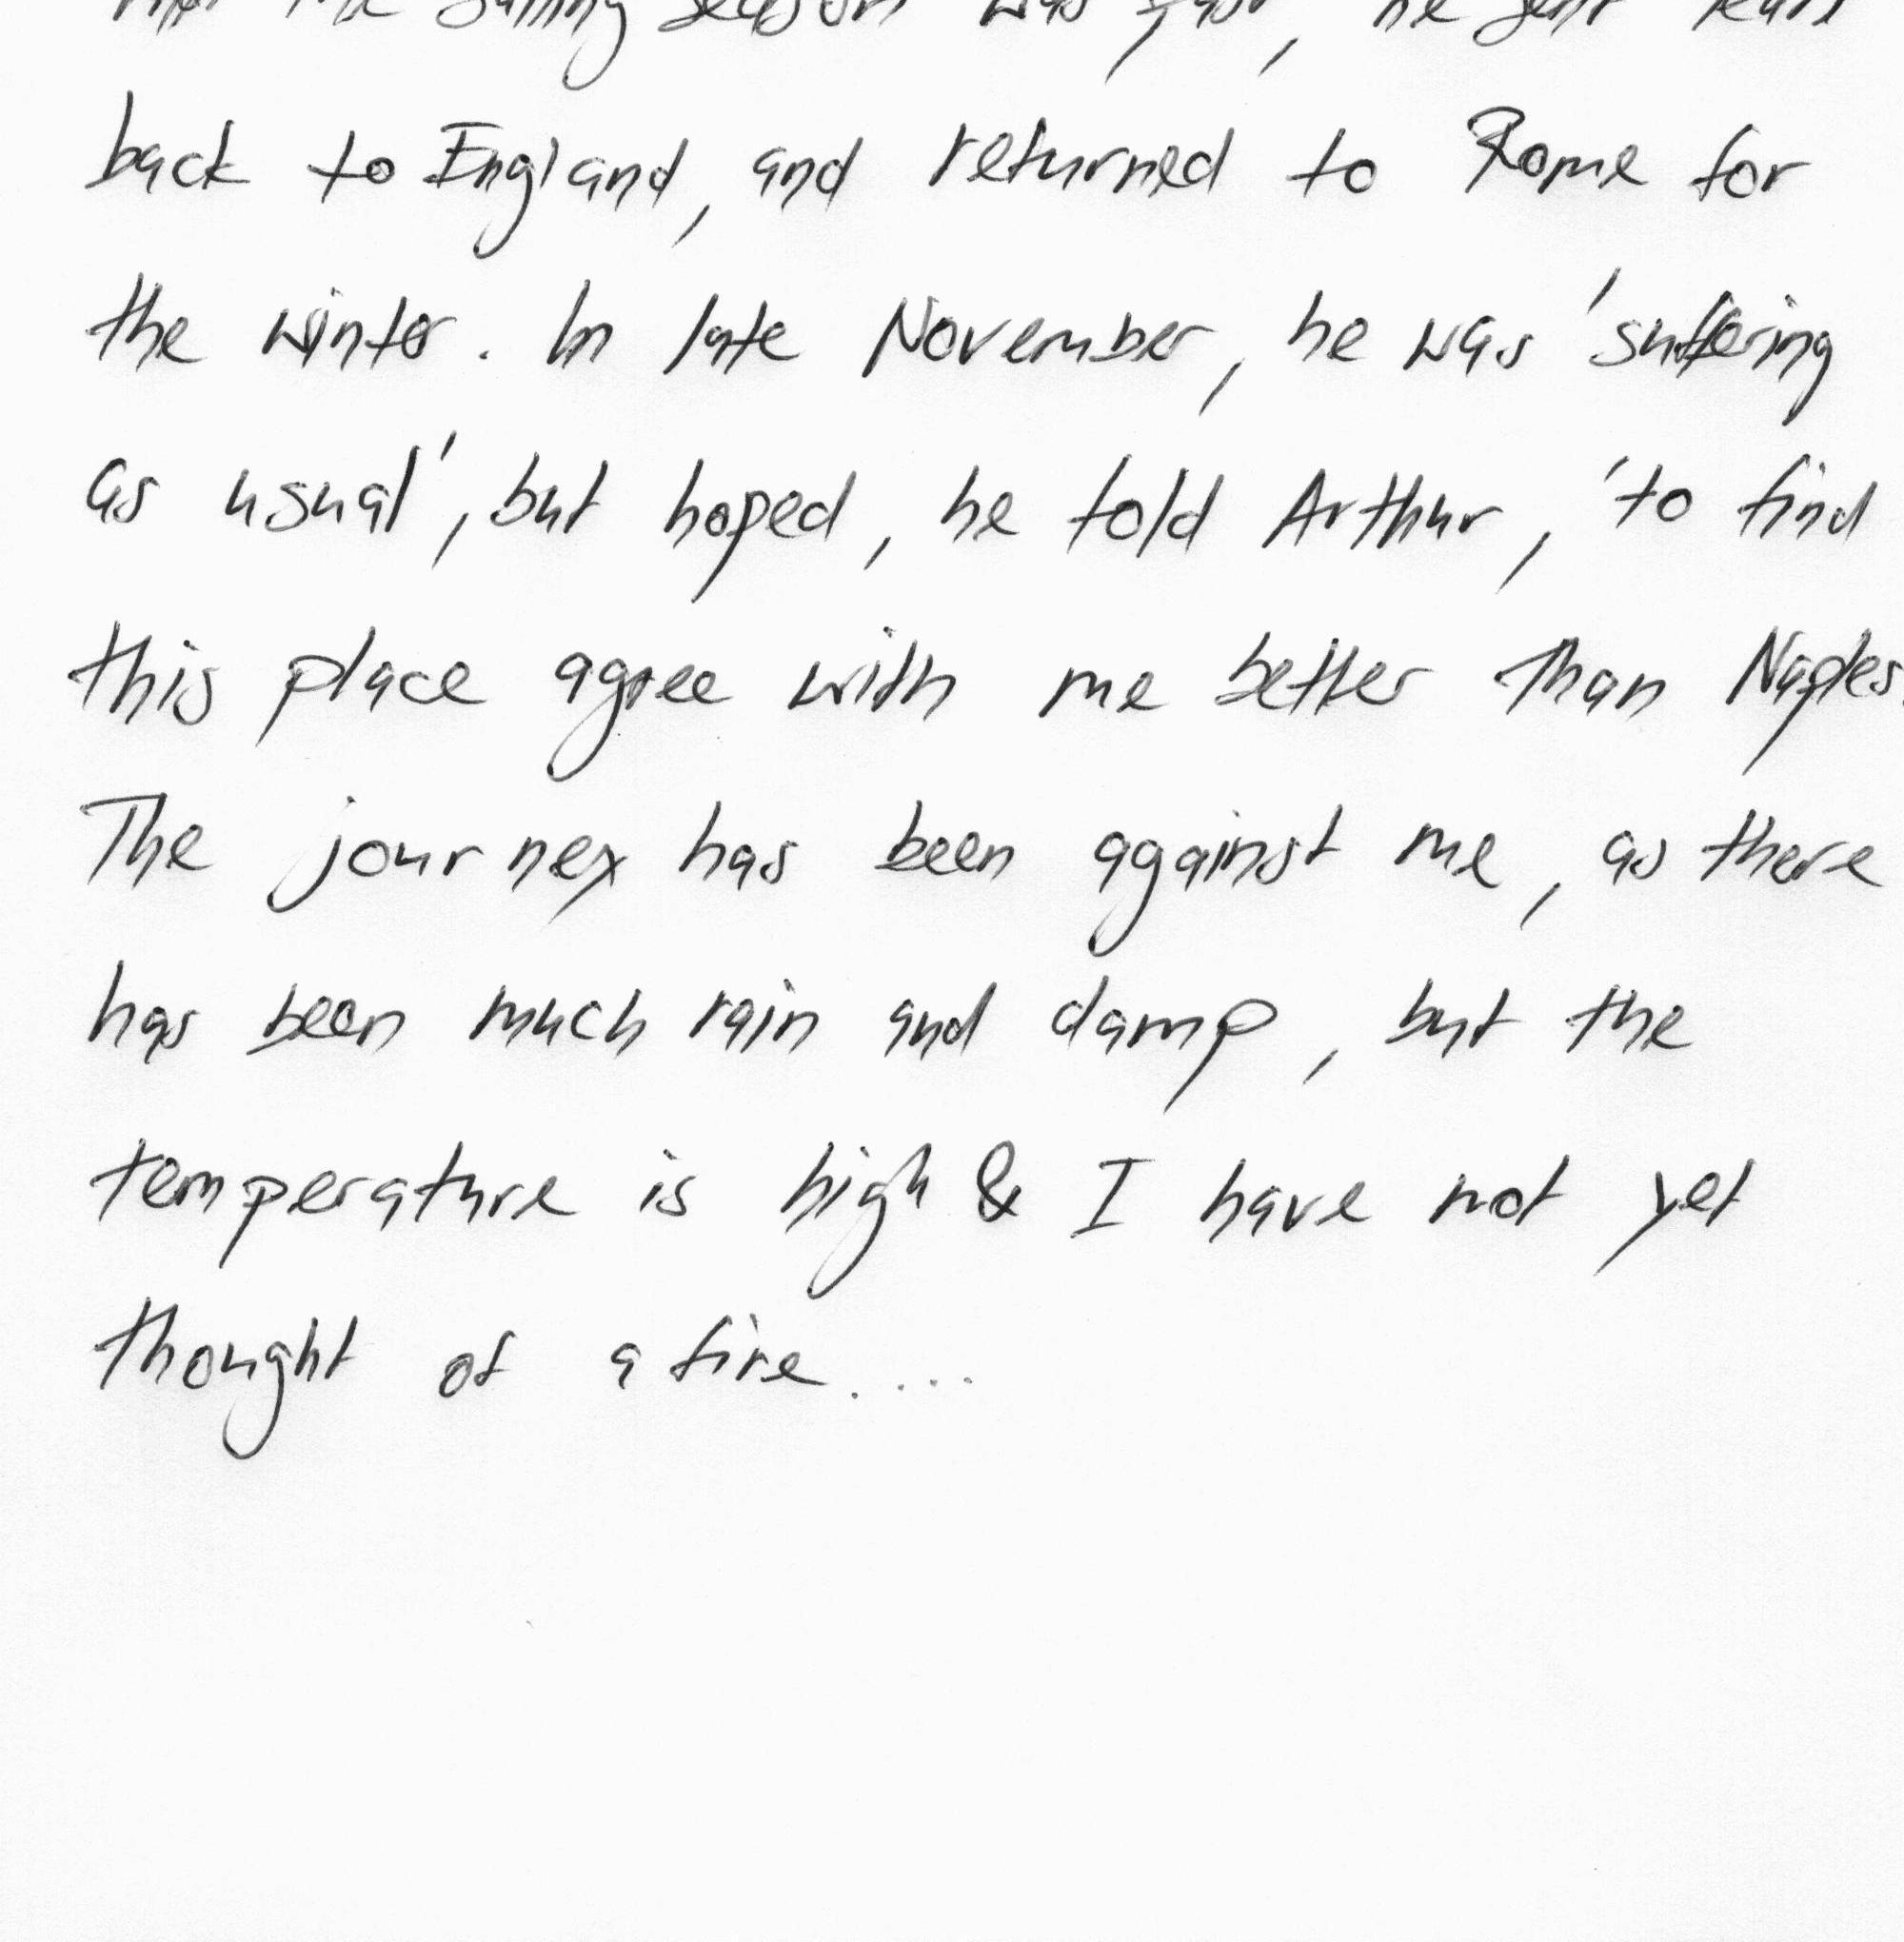 the sailing season was past, he sent
back to England, and returned to Rome for
the winter. In late November, he was 'suffering
as usual', but hoped, he told Arthur, 'to find
this place agree with me better than Naples.
The journey has been against me, as there
has been much rain and damp, but the
temperature is high & I have not yet
thought of a fire....